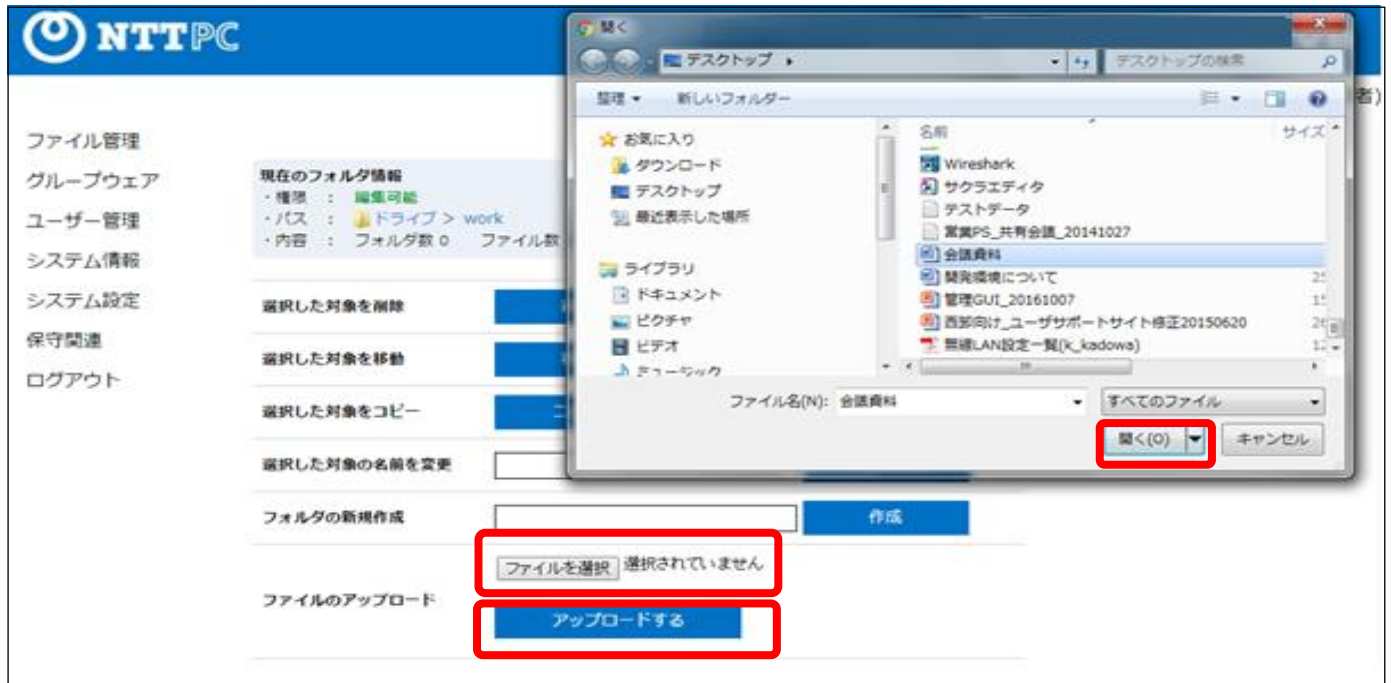 NTTPC
ファイル管理
グループウェア
ユーザー管理
システム情報
システム設定
保守関連
ログアウト
現在のフォルダ情報
・権限 : 編集可能
・パス : ドライブ > work
・内容 : フォルダ数 0 ファイル数
選択した対象を削除
選択した対象を移動
選択した対象をコピー
選択した対象の名前を変更
フォルダの新規作成
作成
ファイルのアップロード
ファイルを選択 選択されていません
アップロードする
者)
開く
デスクトップ
デスクトップの検索
整理
新しいフォルダー
お気に入り
ダウンロード
デスクトップ
最近表示した場所
ライブラリ
ドキュメント
ピクチャ
ビデオ
ミュージック
名前
サイズ
Wireshark
サクラエディタ
テストデータ
営業PS_共有会議_20141027
会議資料
開発環境について
管理GUI_20161007
西部向け_ユーザサポートサイト修正20150620
無線LAN設定一覧(k_kadowa)
ファイル名(N): 会議資料
すべてのファイル
開く(O)
キャンセル